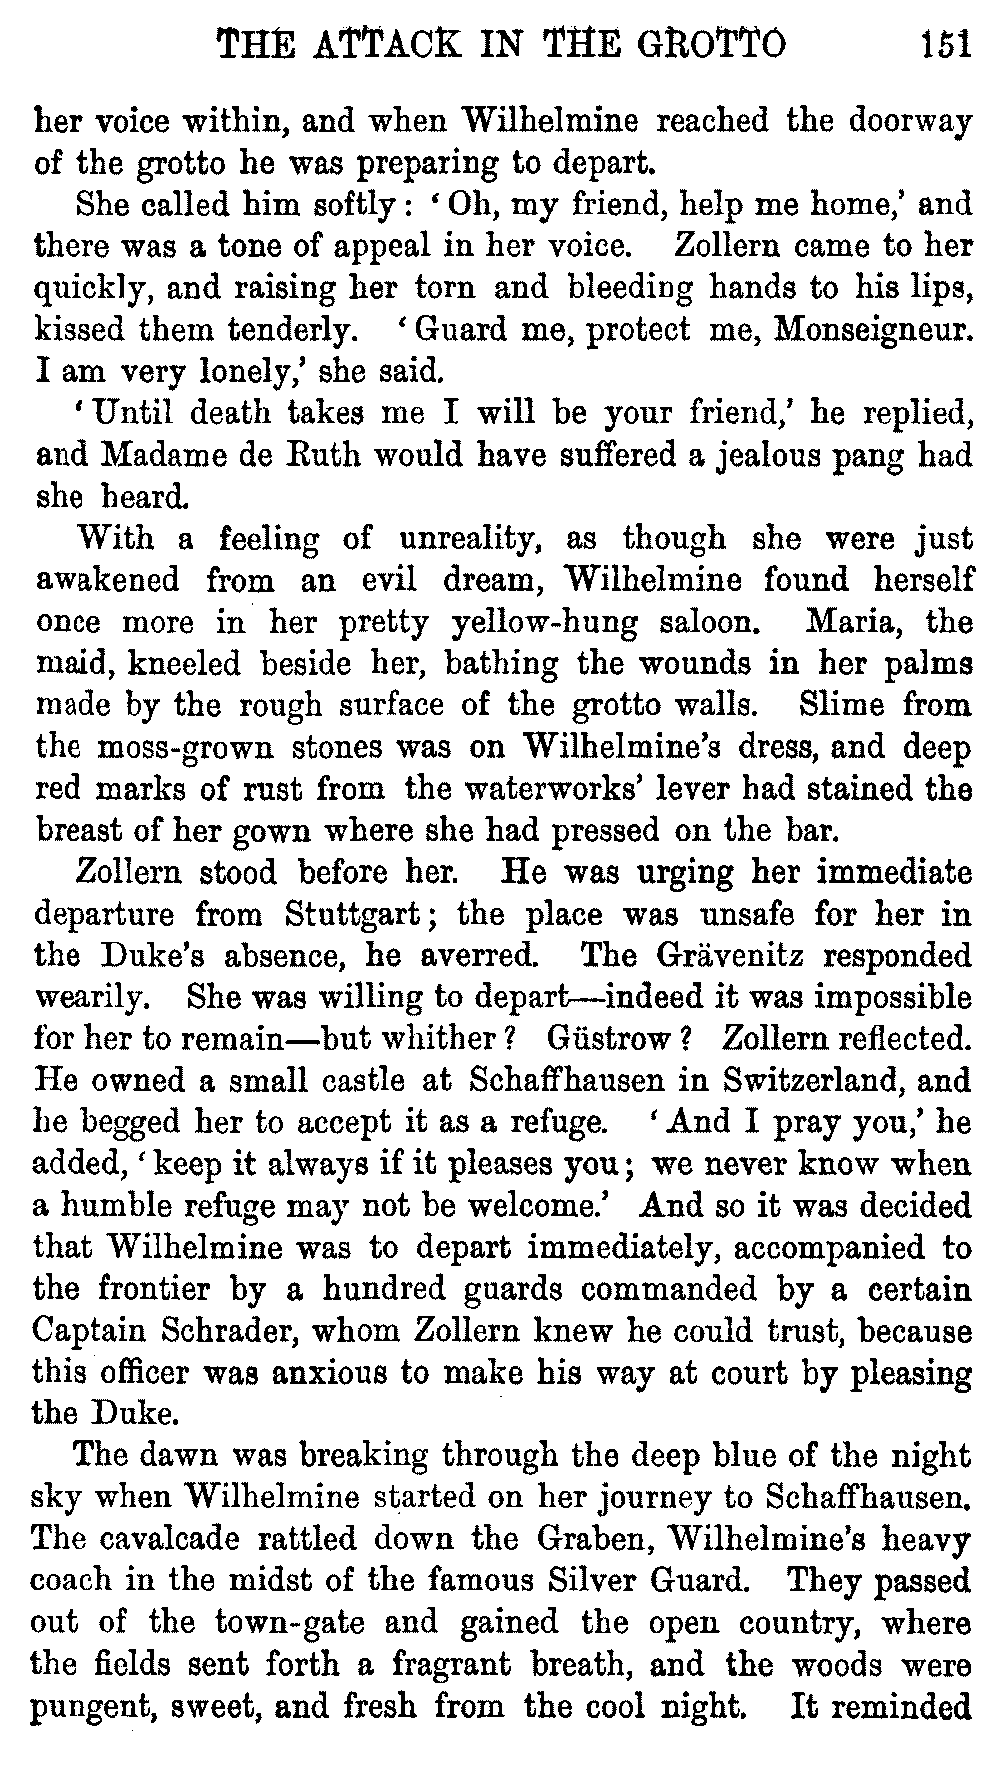 THE ATTACK IN THE GROTTO 151
her voice within, and when Wilhelmine reached the doorway
of the grotto he was preparing to depart.
She called him softly: ‘Oh, my friend, help me home,’ and
there was a tone of appeal in her voice. Zollern came to her
quickly, and raising her torn and bleeding hands to his lips,
kissed them tenderly. ‘Guard me, protect me, Monseigneur.
I am very lonely,’ she said.
‘Until death takes me I will be your friend,’ he replied,
and Madame de Ruth would have suffered a jealous pang had
she heard.
With a feeling of unreality, as though she were just
awakened from an evil dream, Wilhelmine found herself
once more in her pretty yellow-hung saloon. Maria, the
maid, kneeled beside her, bathing the wounds in her palms
made by the rough surface of the grotto walls. Slime from
the moss-grown stones was on Wilhelmine’s dress, and deep
red marks of rust from the waterworks’ lever had stained the
breast of her gown where she had pressed on the bar.
Zollern stood before her. He was urging her immediate
departure from Stuttgart; the place was unsafe for her in
the Duke’s absence, he averred. The Grävenitz responded
wearily. She was willing to depart—indeed it was impossible
for her to remain—but whither? Güstrow? Zollern reflected.
He owned a small castle at Schaffhausen in Switzerland, and
he begged her to accept it as a refuge. ‘And I pray you,’ he
added, ‘keep it always if it pleases you; we never know when
a humble refuge may not be welcome.’ And so it was decided
that Wilhelmine was to depart immediately, accompanied to
the frontier by a hundred guards commanded by a certain
Captain Schrader, whom Zollern knew he could trust, because
this officer was anxious to make his way at court by pleasing
the Duke.
The dawn was breaking through the deep blue of the night
sky when Wilhelmine started on her journey to Schaffhausen.
The cavalcade rattled down the Graben, Wilhelmine’s heavy
coach in the midst of the famous Silver Guard. They passed
out of the town-gate and gained the open country, where
the fields sent forth a fragrant breath, and the woods were
pungent, sweet, and fresh from the cool night. It reminded